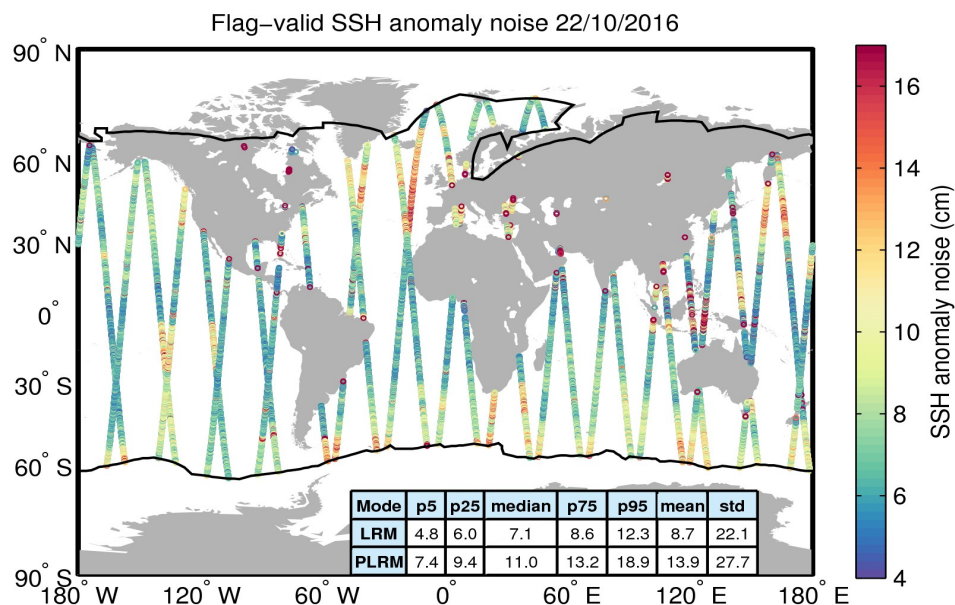 Flag−valid SSH anomaly noise 22/10/2016
90° N
60° N
30° N
0°
30° S
60° S
90° S
180° W
120° W
60° W
0°
60° E
120° E
180° E
16
14
12
10
8
6
4
SSH anomaly noise (cm)
Mode p5 p25 median p75 p95 mean std
LRM 4.8 6.0 7.1 8.6 12.3 8.7 22.1
PLRM 7.4 9.4 11.0 13.2 18.9 13.9 27.7